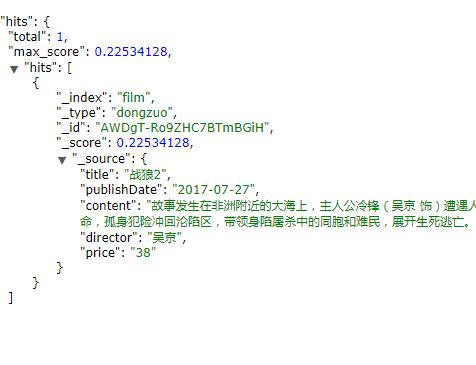 "hits": {
"total": 1,
"max_score": 0.22534128,
"hits": [
{
"_index": "film",
"_type": "dongzuo",
"_id": "AWDgT-Ro9ZHC7BTmBGiH",
"_score": 0.22534128,
"_source": {
"title": "战狼2",
"publishDate": "2017-07-27",
"content": "故事发生在非洲附近的大海上，主人公冷锋（吴京 饰）遭遇人
命，孤身犯险冲回沦陷区，带领身陷屠杀中的同胞和难民，展开生死逃亡。
"director": "吴京",
"price": "38"
}
}
]